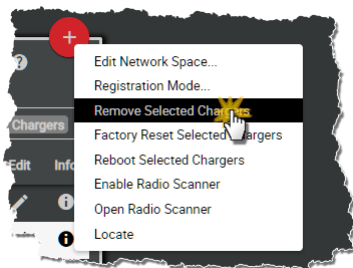 Edit Network Space...
Registration Mode...
Remove Selected Chargers
Chargers
Factory Reset Selected Chargers
Edit Info
Reboot Selected Chargers
Enable Radio Scanner
Open Radio Scanner
Locate